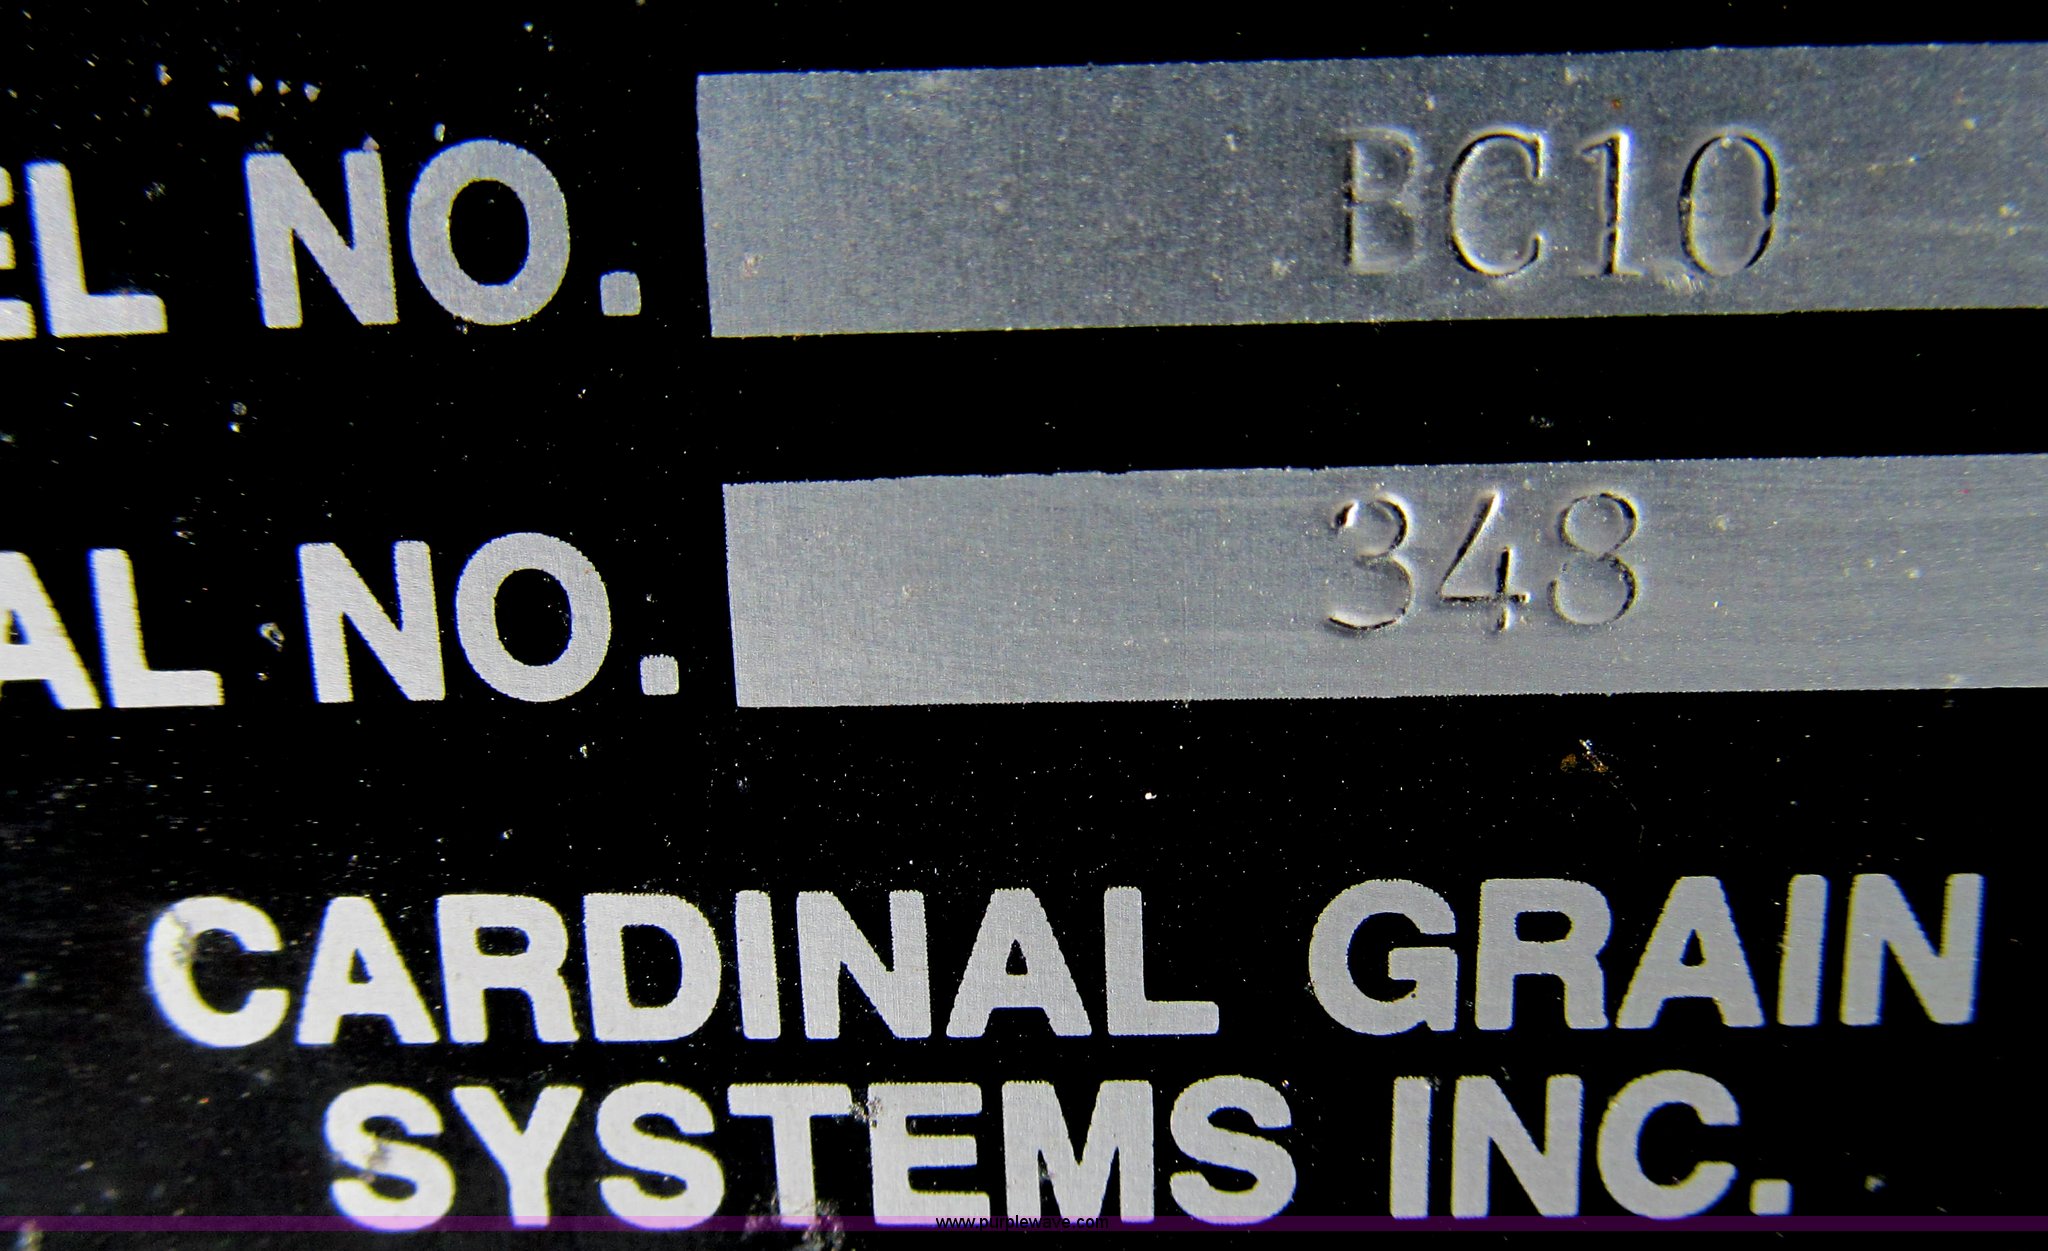 EL NO. BC10
AL NO. 348
CARDINAL GRAIN
SYSTEMS INC.
www.purplewave.com